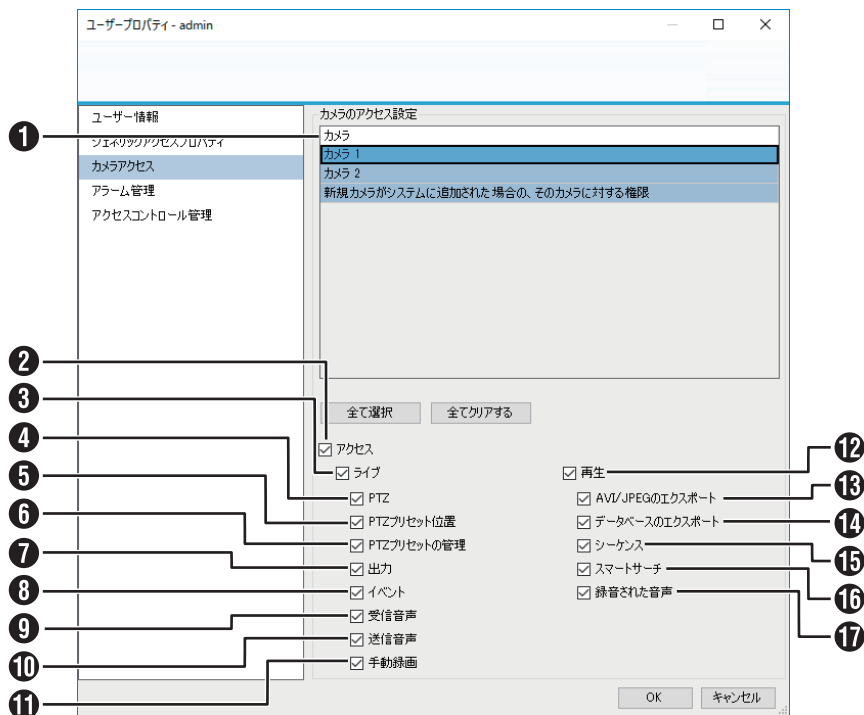 ユーザープロパティ - admin
ユーザー情報
ジェネリックアクセスプロパティ
カメラアクセス
アラーム管理
アクセスコントロール管理
カメラのアクセス設定
カメラ
カメラ 1
カメラ 2
新規カメラがシステムに追加された場合の、そのカメラに対する権限
全て選択
全てクリアする
アクセス
ライブ
PTZ
PTZプリセット位置
PTZプリセットの管理
出力
イベント
受信音声
送信音声
手動録画
再生
AVI/JPEGのエクスポート
データベースのエクスポート
シーケンス
スマートサーチ
録音された音声
OK
キャンセル
❶
❷
❸
❹
❺
❻
❼
❽
❾
❿
⓫
⓬
⓭
⓮
⓯
⓰
⓱